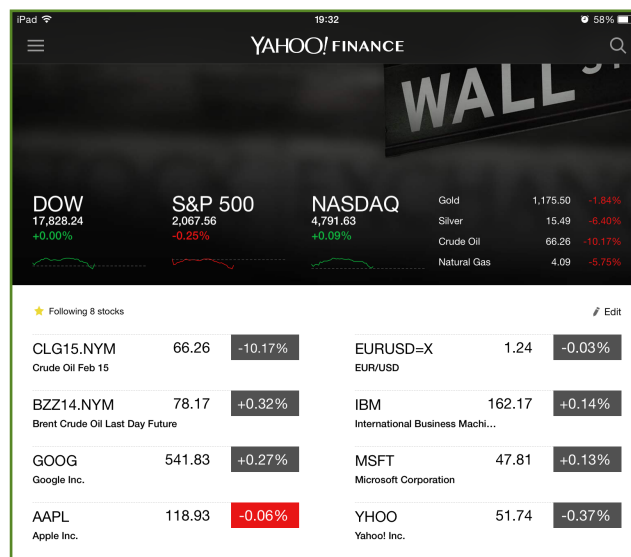 iPad 19:32 58%
YAHOO! FINANCE
WALL ST
DOW
17,828.24
+0.00%
S&P 500
2,067.56
-0.25%
NASDAQ
4,791.63
+0.09%
Gold 1,175.50 -1.84%
Silver 15.49 -6.40%
Crude Oil 66.26 -10.17%
Natural Gas 4.09 -5.75%
Following 8 stocks
Edit
CLG15.NYM 66.26 -10.17%
Crude Oil Feb 15
EURUSD=X 1.24 -0.03%
EUR/USD
BZZ14.NYM 78.17 +0.32%
Brent Crude Oil Last Day Future
IBM 162.17 +0.14%
International Business Machi...
GOOG 541.83 +0.27%
Google Inc.
MSFT 47.81 +0.13%
Microsoft Corporation
AAPL 118.93 -0.06%
Apple Inc.
YHOO 51.74 -0.37%
Yahoo! Inc.